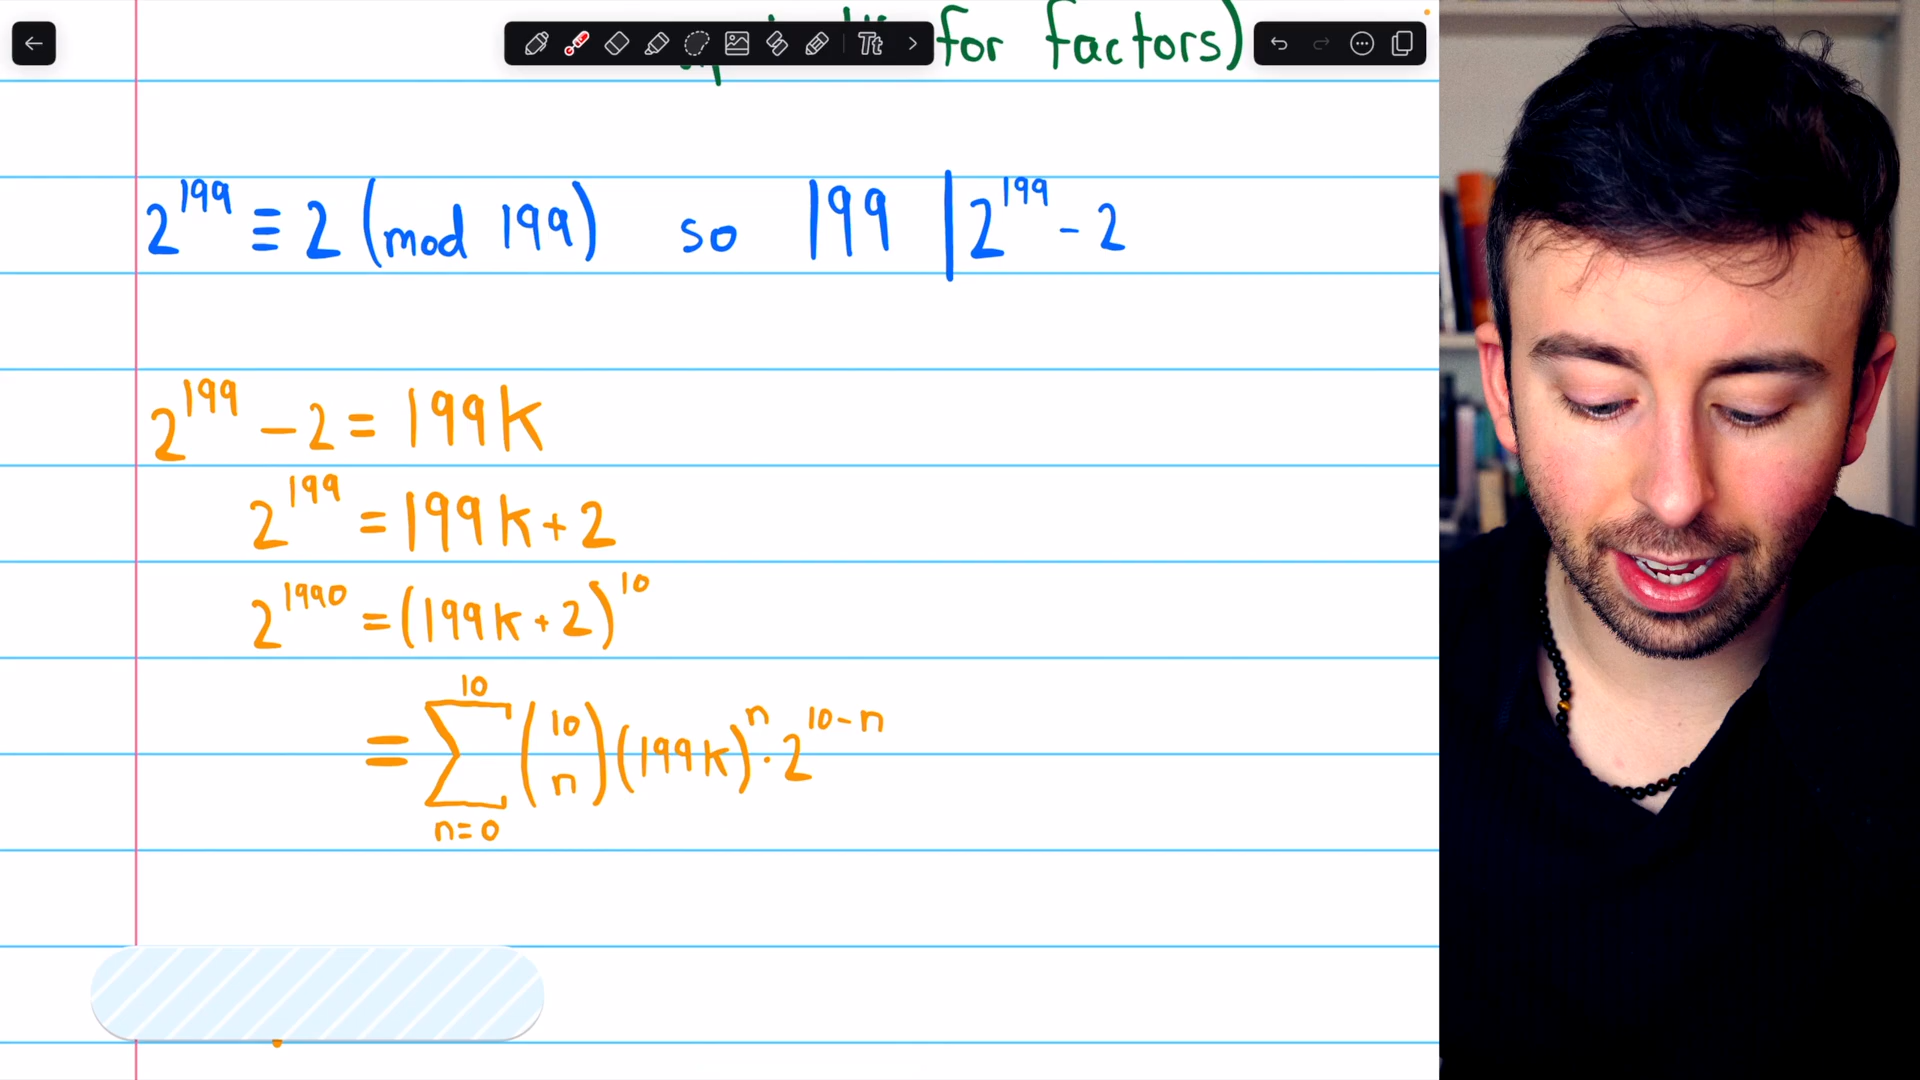 for factors)
Tt
2^199 ≡ 2 (mod 199) so 199 | 2^199 - 2
2^199 - 2 = 199k
2^199 = 199k + 2
2^1990 = (199k + 2)^10
= ∑_{n=0}^{10} (10 n) (199k)^n · 2^{10-n}